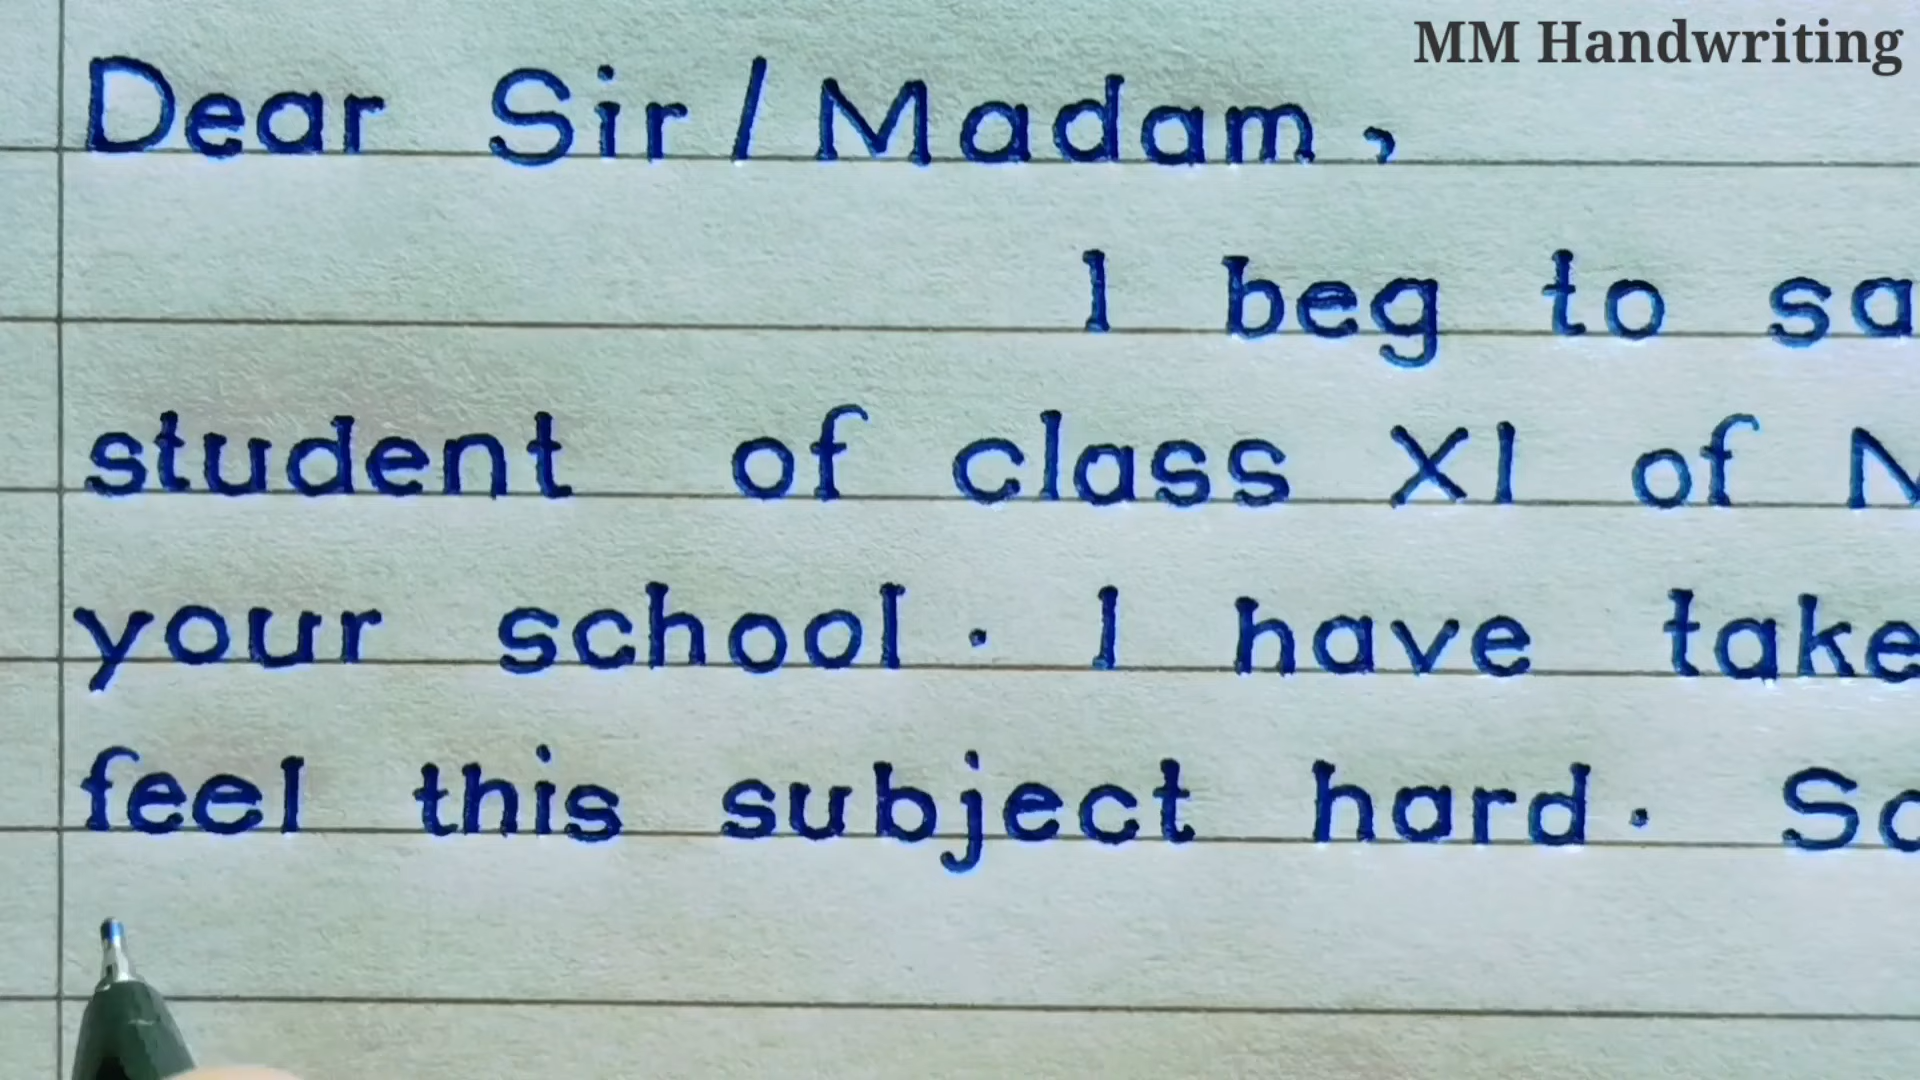 MM Handwriting
Dear Sir/Madam,
I beg to sa
student of class XI of N
your school. I have take
feel this subject hard. So